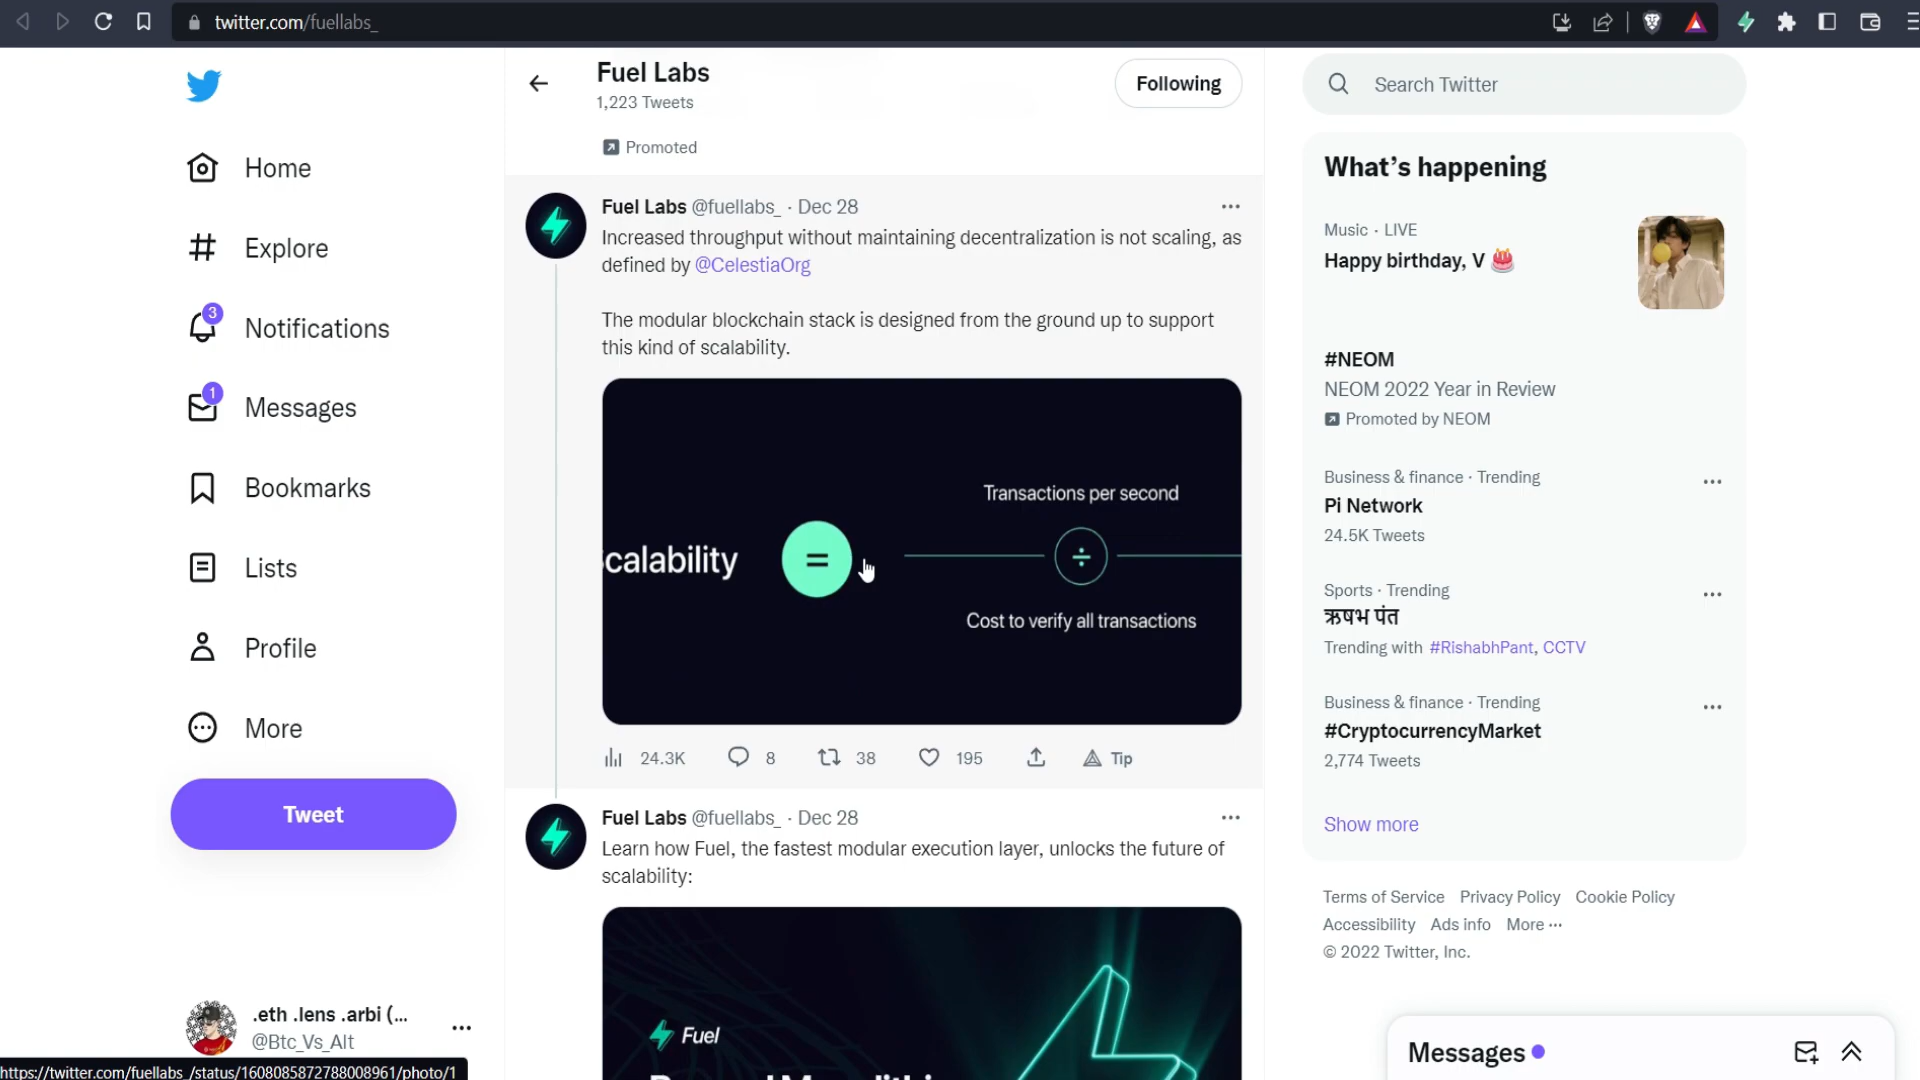 twitter.com/fuellabs_
Home
Explore
3
Notifications
1
Messages
Bookmarks
Lists
Profile
More
Tweet
.eth .lens .arbi (...
@Btc_Vs_Alt
https://twitter.com/fuellabs_/status/1608085872788008961/photo/1
Fuel Labs
1,223 Tweets
Following
Promoted
Fuel Labs @fuellabs_ · Dec 28
Increased throughput without maintaining decentralization is not scaling, as
defined by @CelestiaOrg
The modular blockchain stack is designed from the ground up to support
this kind of scalability.
Transactions per second
calability
=
÷
Cost to verify all transactions
24.3K
8
38
195
Tip
Fuel Labs @fuellabs_ · Dec 28
Learn how Fuel, the fastest modular execution layer, unlocks the future of
scalability:
Fuel
Search Twitter
What's happening
Music · LIVE
Happy birthday, V 🎂
#NEOM
NEOM 2022 Year in Review
Promoted by NEOM
Business & finance · Trending
Pi Network
24.5K Tweets
Sports · Trending
ऋषभ पंत
Trending with #RishabhPant, CCTV
Business & finance · Trending
#CryptocurrencyMarket
2,774 Tweets
Show more
Terms of Service Privacy Policy Cookie Policy
Accessibility Ads info More ...
© 2022 Twitter, Inc.
Messages